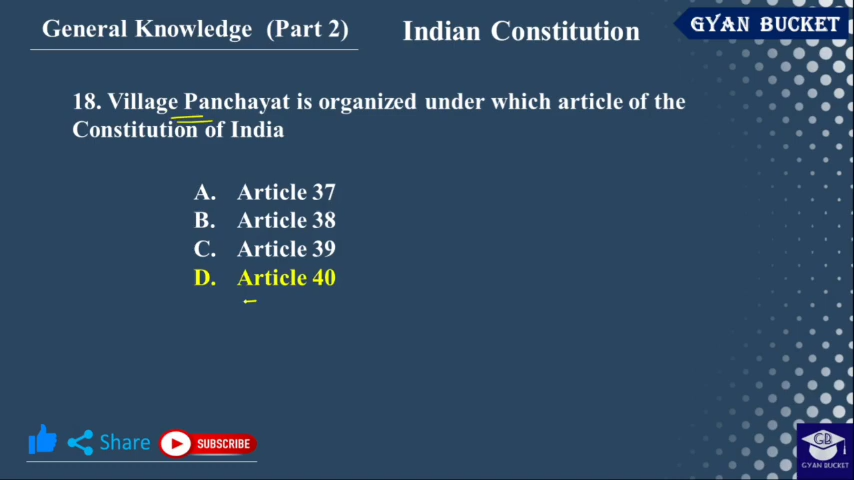 General Knowledge (Part 2)
Indian Constitution
GYAN BUCKET
18. Village Panchayat is organized under which article of the
Constitution of India
A. Article 37
B. Article 38
C. Article 39
D. Article 40
Share
SUBSCRIBE
GB
GYAN BUCKET